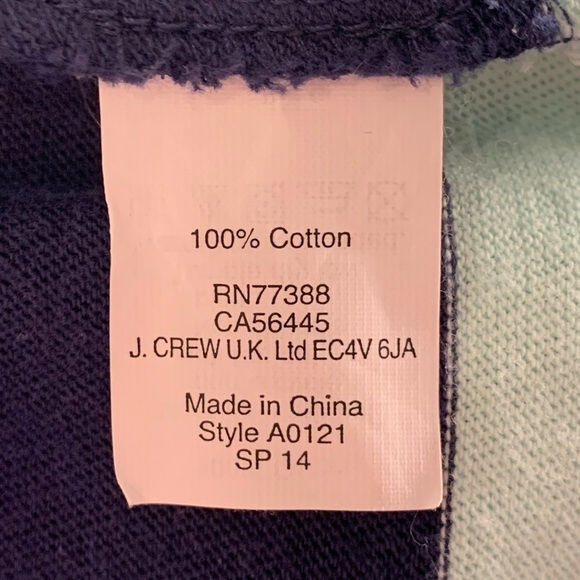 100% Cotton
RN77388
CA56445
J. CREW U.K. Ltd EC4V 6JA
Made in China
Style A0121
SP 14